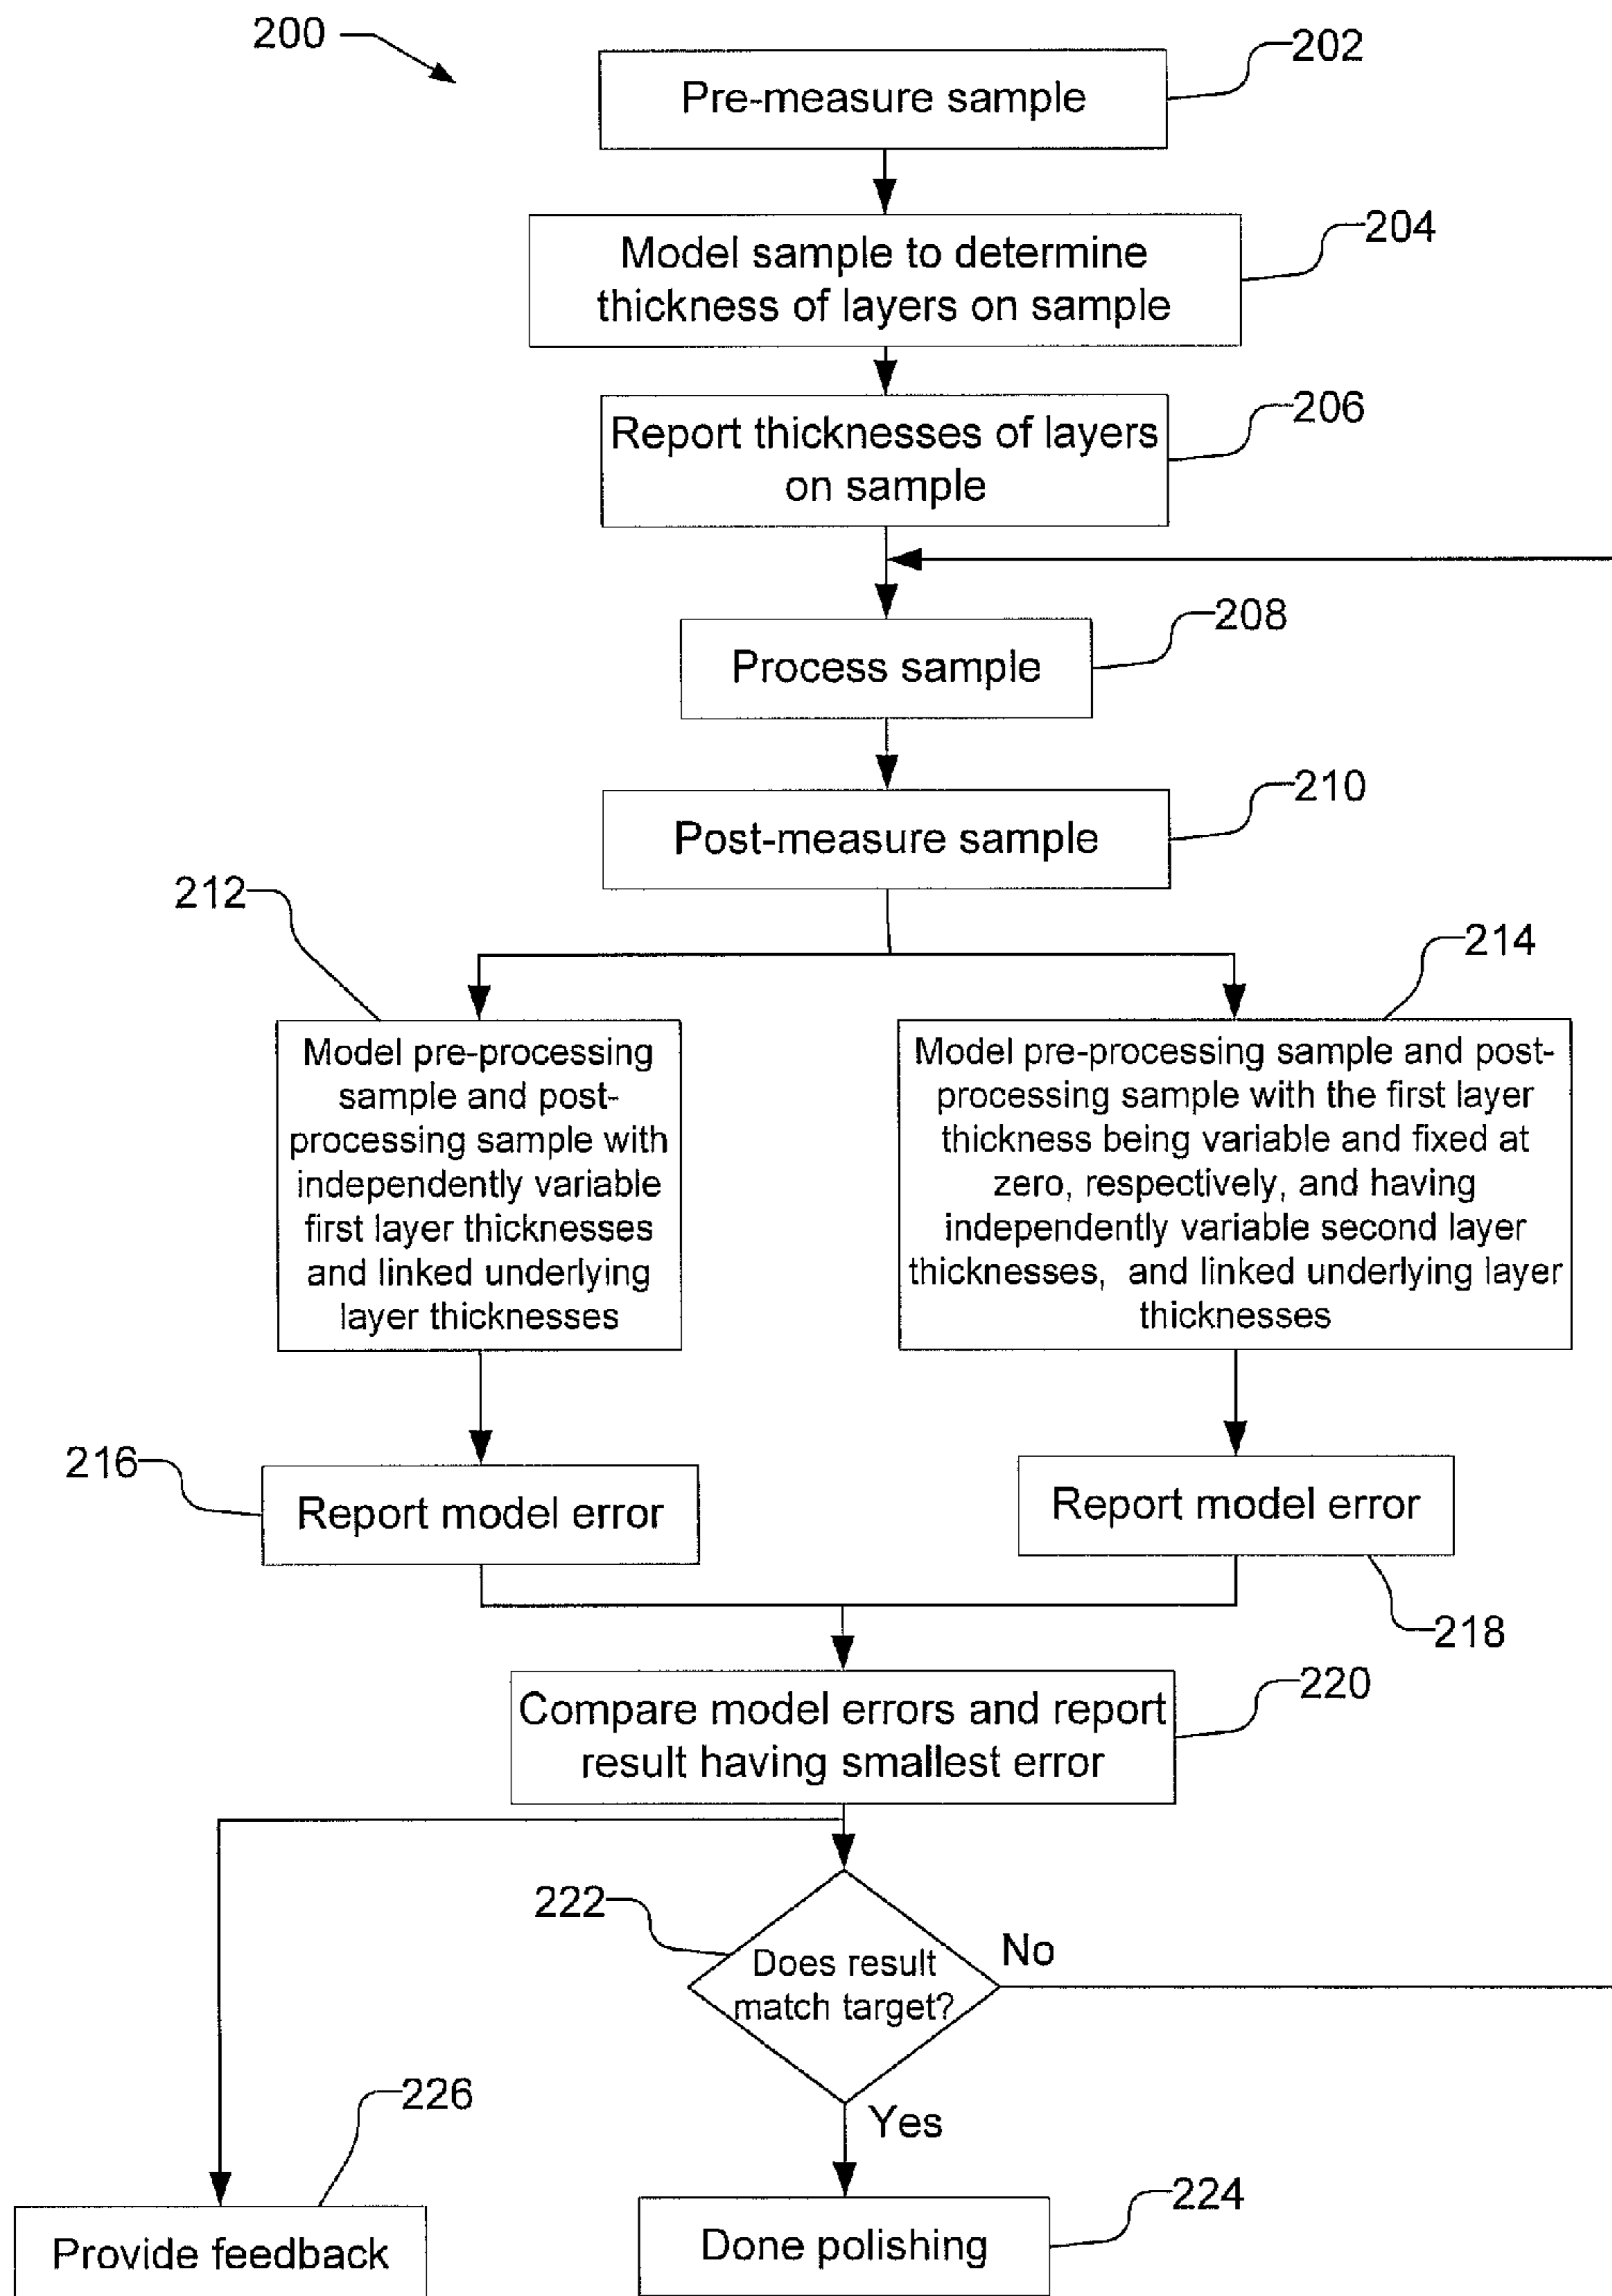 200
202
Pre-measure sample
204
Model sample to determine
thickness of layers on sample
206
Report thicknesses of layers
on sample
208
Process sample
210
Post-measure sample
212
214
Model pre-processing
sample and post-
processing sample with
independently variable
first layer thicknesses
and linked underlying
layer thicknesses
Model pre-processing sample and post-
processing sample with the first layer
thickness being variable and fixed at
zero, respectively, and having
independently variable second layer
thicknesses, and linked underlying layer
thicknesses
216
Report model error
Report model error
218
220
Compare model errors and report
result having smallest error
222
Does result
match target?
No
Yes
226
Provide feedback
224
Done polishing